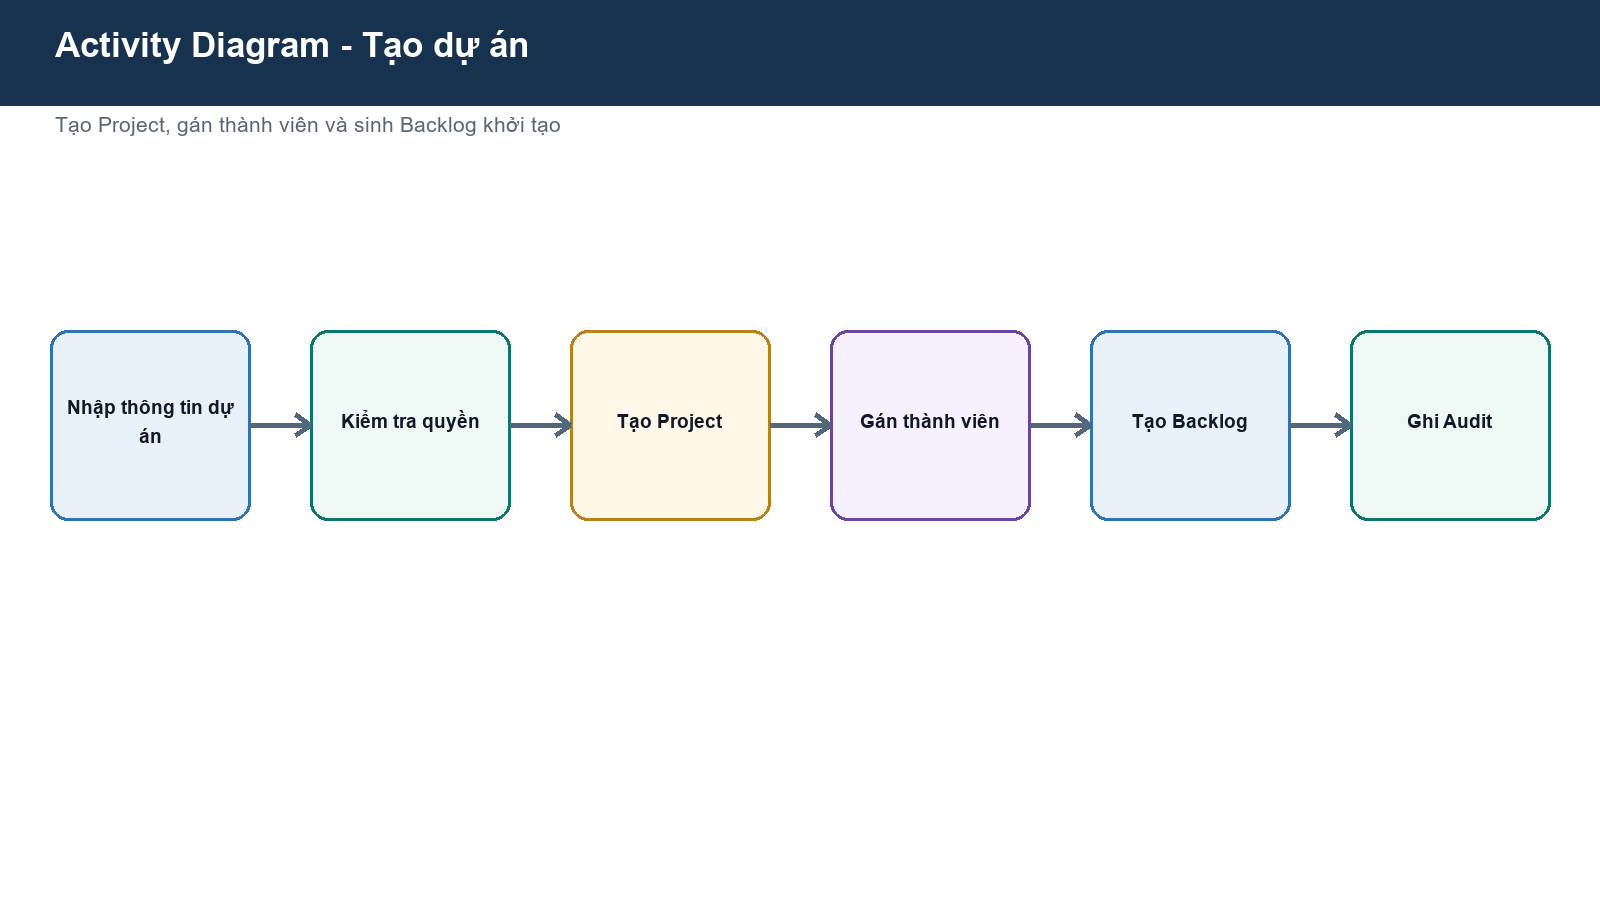 Activity Diagram - Tạo dự án
Tạo Project, gán thành viên và sinh Backlog khởi tạo
Nhập thông tin dự
án
Kiểm tra quyền
Tạo Project
Gán thành viên
Tạo Backlog
Ghi Audit